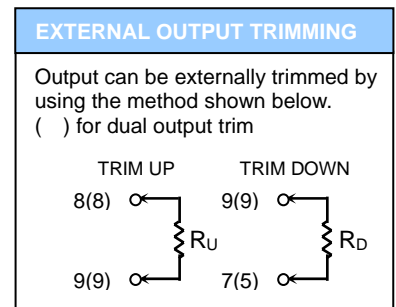 EXTERNAL OUTPUT TRIMMING
Output can be externally trimmed by
using the method shown below.
( ) for dual output trim
TRIM UP TRIM DOWN
8(8) 9(9)
RU RD
9(9) 7(5)